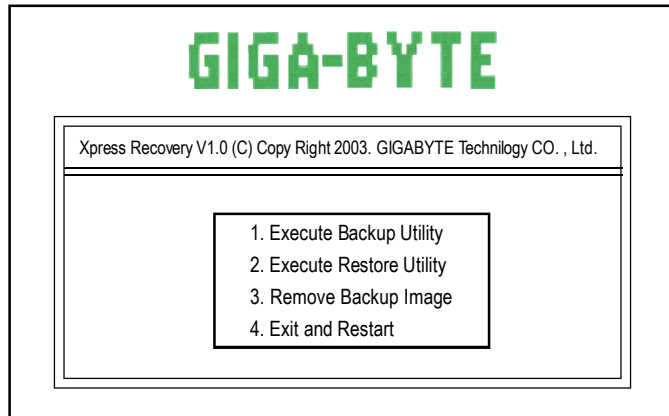 GIGA-BYTE
Xpress Recovery V1.0 (C) Copy Right 2003. GIGABYTE Technilogy CO. , Ltd.
1. Execute Backup Utility
2. Execute Restore Utility
3. Remove Backup Image
4. Exit and Restart